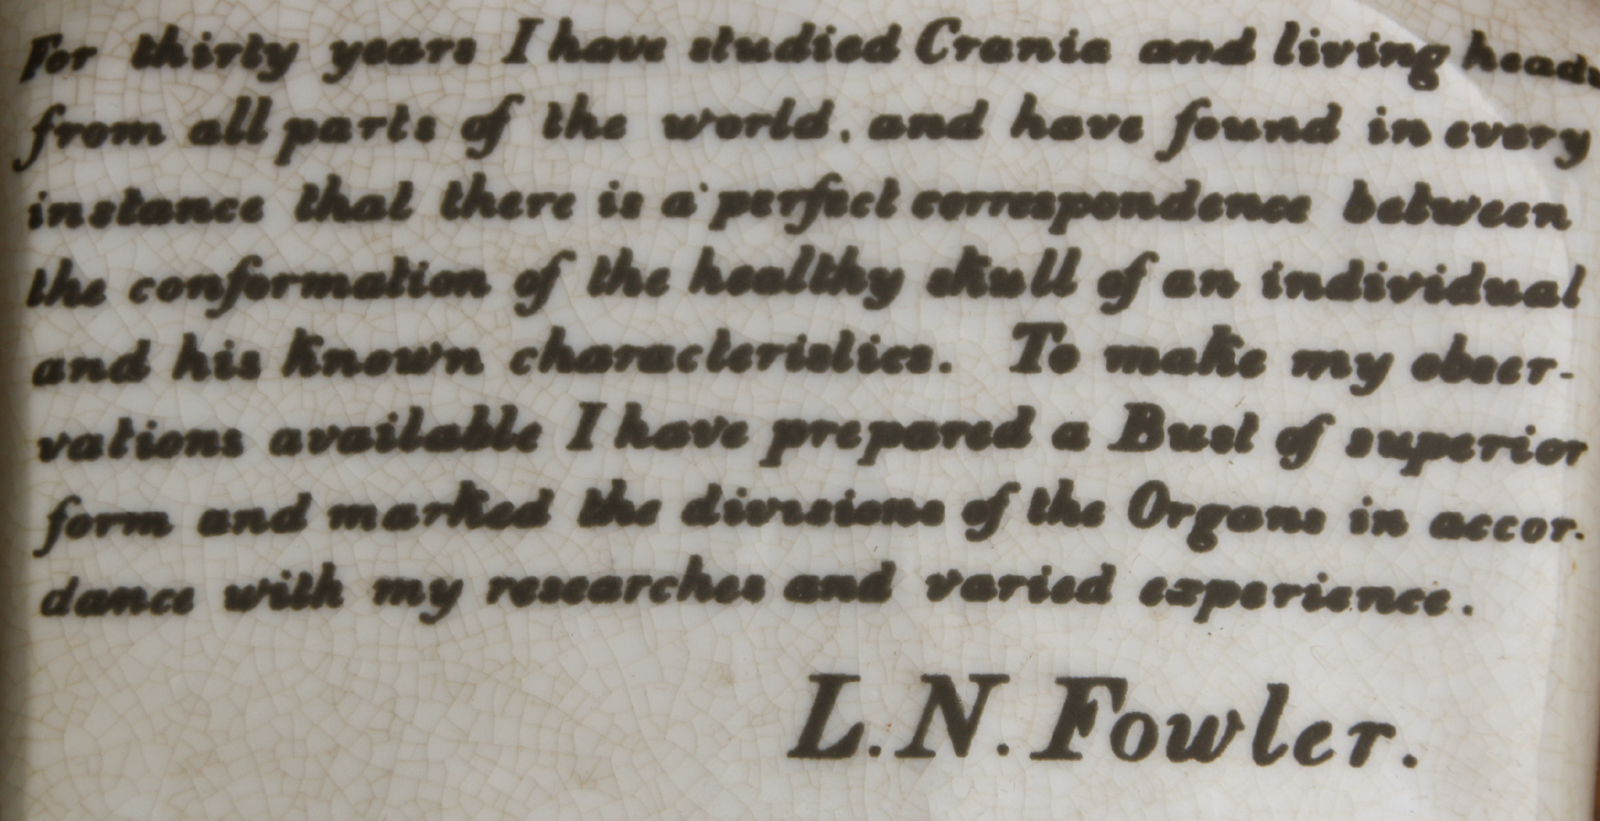 For thirty years I have studied Crania and living heads
from all parts of the world, and have found in every
instance that there is a perfect correspondence between
the conformation of the healthy skull of an individual
and his known characteristics. To make my obser-
vations available I have prepared a Bust of superior
form and marked the divisions of the Organs in accor-
dance with my researches and varied experience.
L.N. Fowler.